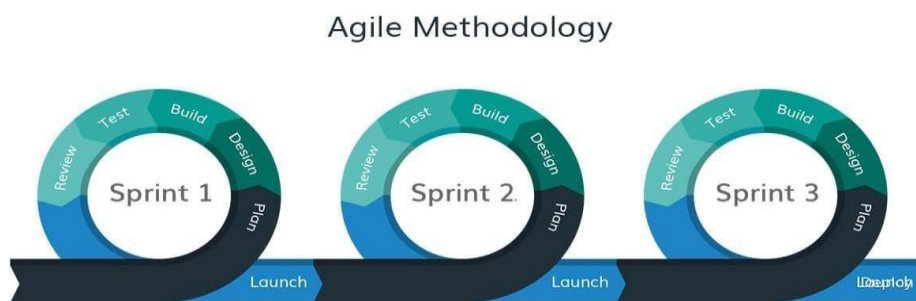 Agile Methodology
Test Build
Review Design
Sprint 1
Plan
Launch
Test Build
Review Design
Sprint 2.
Plan
Launch
Test Build
Review Design
Sprint 3
Plan